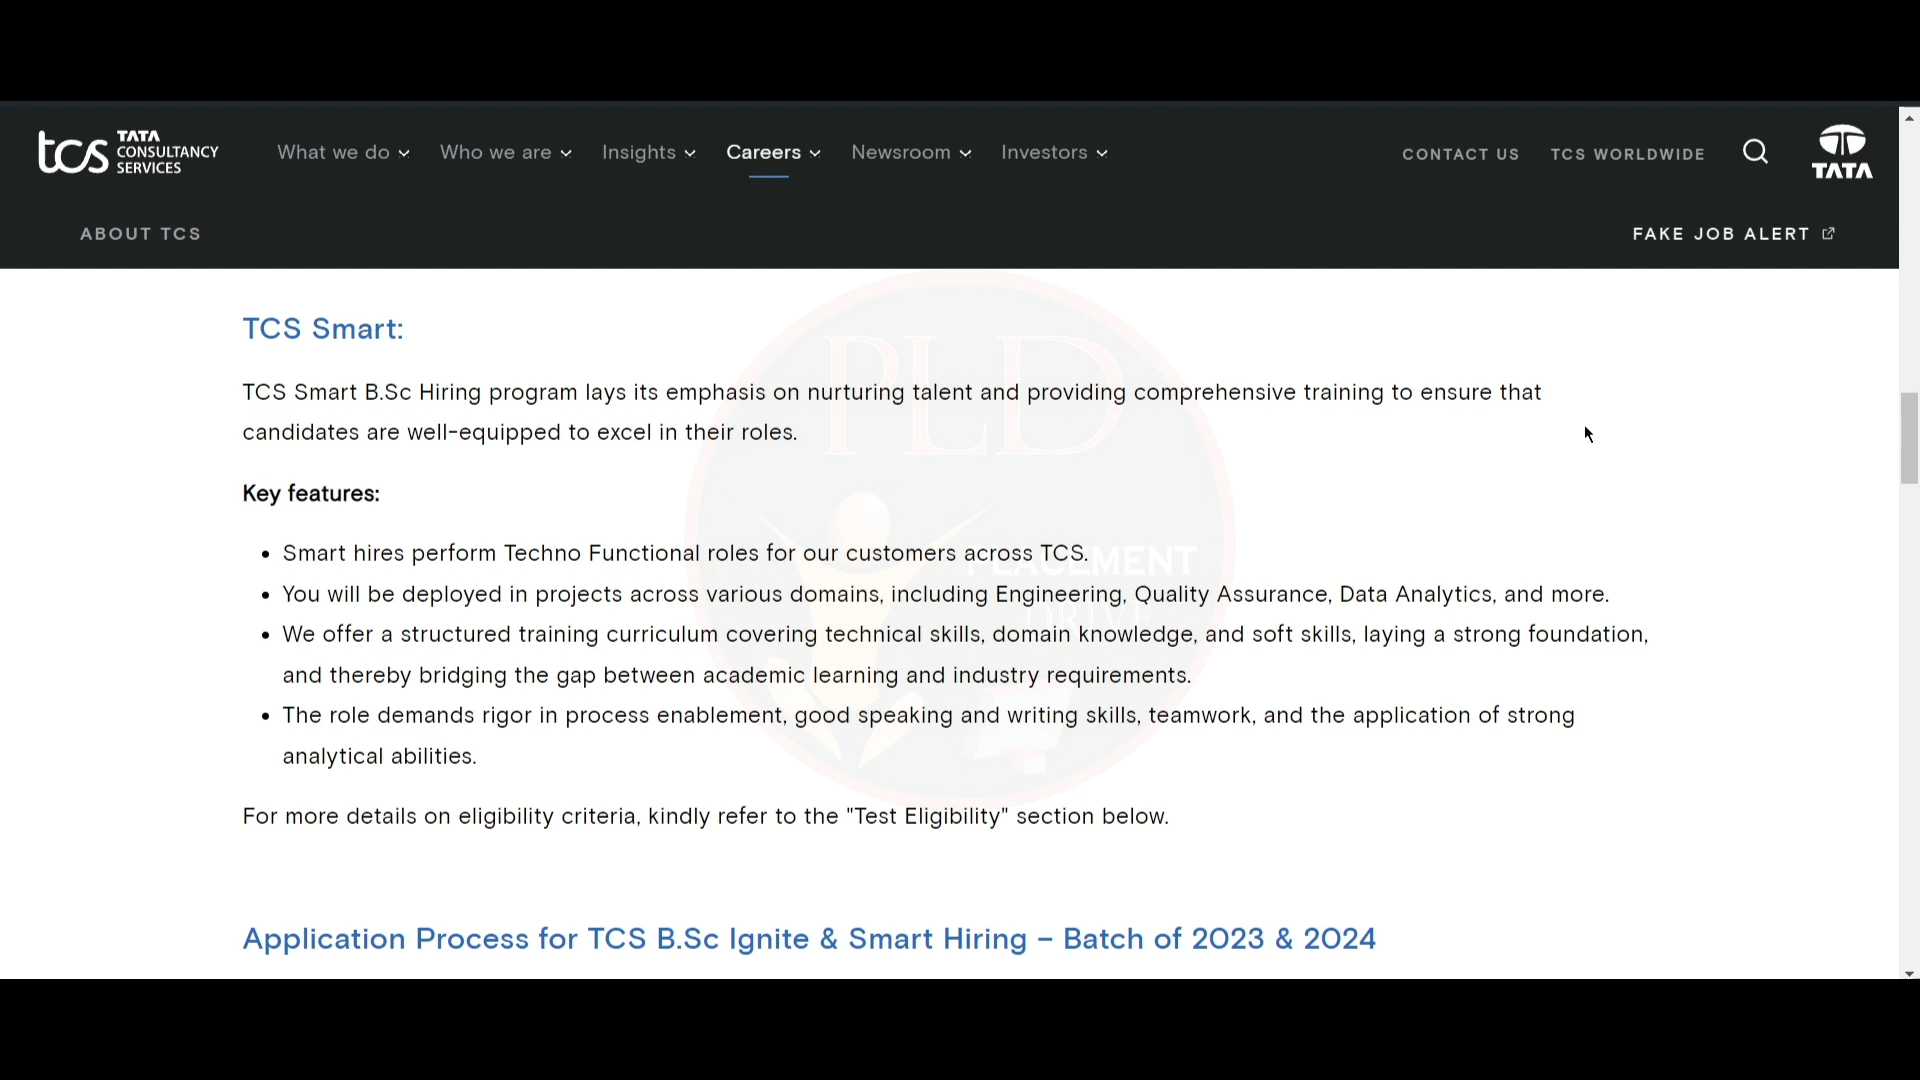 tcs TATA CONSULTANCY SERVICES
What we do
Who we are
Insights
Careers
Newsroom
Investors
CONTACT US
TCS WORLDWIDE
TATA
ABOUT TCS
FAKE JOB ALERT
TCS Smart:
TCS Smart B.Sc Hiring program lays its emphasis on nurturing talent and providing comprehensive training to ensure that
candidates are well-equipped to excel in their roles.
Key features:
• Smart hires perform Techno Functional roles for our customers across TCS.
• You will be deployed in projects across various domains, including Engineering, Quality Assurance, Data Analytics, and more.
• We offer a structured training curriculum covering technical skills, domain knowledge, and soft skills, laying a strong foundation,
and thereby bridging the gap between academic learning and industry requirements.
• The role demands rigor in process enablement, good speaking and writing skills, teamwork, and the application of strong
analytical abilities.
For more details on eligibility criteria, kindly refer to the "Test Eligibility" section below.
Application Process for TCS B.Sc Ignite & Smart Hiring – Batch of 2023 & 2024
PLD
PLACEMENT
DRIVE